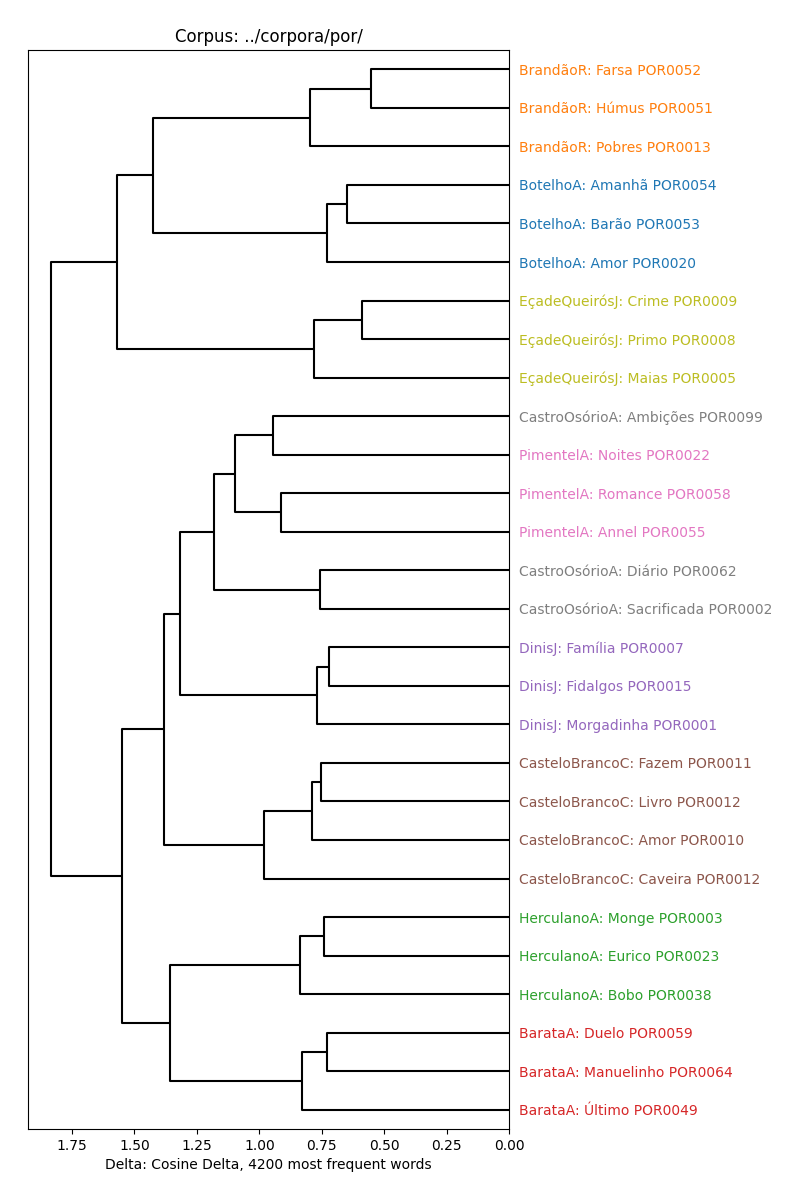 Corpus: ../corpora/por/
BrandãoR: Farsa POR0052
BrandãoR: Húmus POR0051
BrandãoR: Pobres POR0013
BotelhoA: Amanhã POR0054
BotelhoA: Barão POR0053
BotelhoA: Amor POR0020
EçadeQueirósJ: Crime POR0009
EçadeQueirósJ: Primo POR0008
EçadeQueirósJ: Maias POR0005
CastroOsórioA: Ambições POR0099
PimentelA: Noites POR0022
PimentelA: Romance POR0058
PimentelA: Annel POR0055
CastroOsórioA: Diário POR0062
CastroOsórioA: Sacrificada POR0002
DinisJ: Família POR0007
DinisJ: Fidalgos POR0015
DinisJ: Morgadinha POR0001
CasteloBrancoC: Fazem POR0011
CasteloBrancoC: Livro POR0012
CasteloBrancoC: Amor POR0010
CasteloBrancoC: Caveira POR0012
HerculanoA: Monge POR0003
HerculanoA: Eurico POR0023
HerculanoA: Bobo POR0038
BarataA: Duelo POR0059
BarataA: Manuelinho POR0064
BarataA: Último POR0049
1.75 1.50 1.25 1.00 0.75 0.50 0.25 0.00
Delta: Cosine Delta, 4200 most frequent words